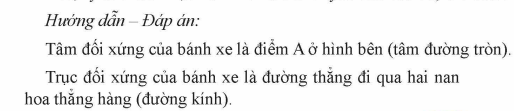 Hướng dẫn – Đáp án:
Tâm đối xứng của bánh xe là điểm A ở hình bên (tâm đường tròn).
Trục đối xứng của bánh xe là đường thẳng đi qua hai nan
hoa thẳng hàng (đường kính).